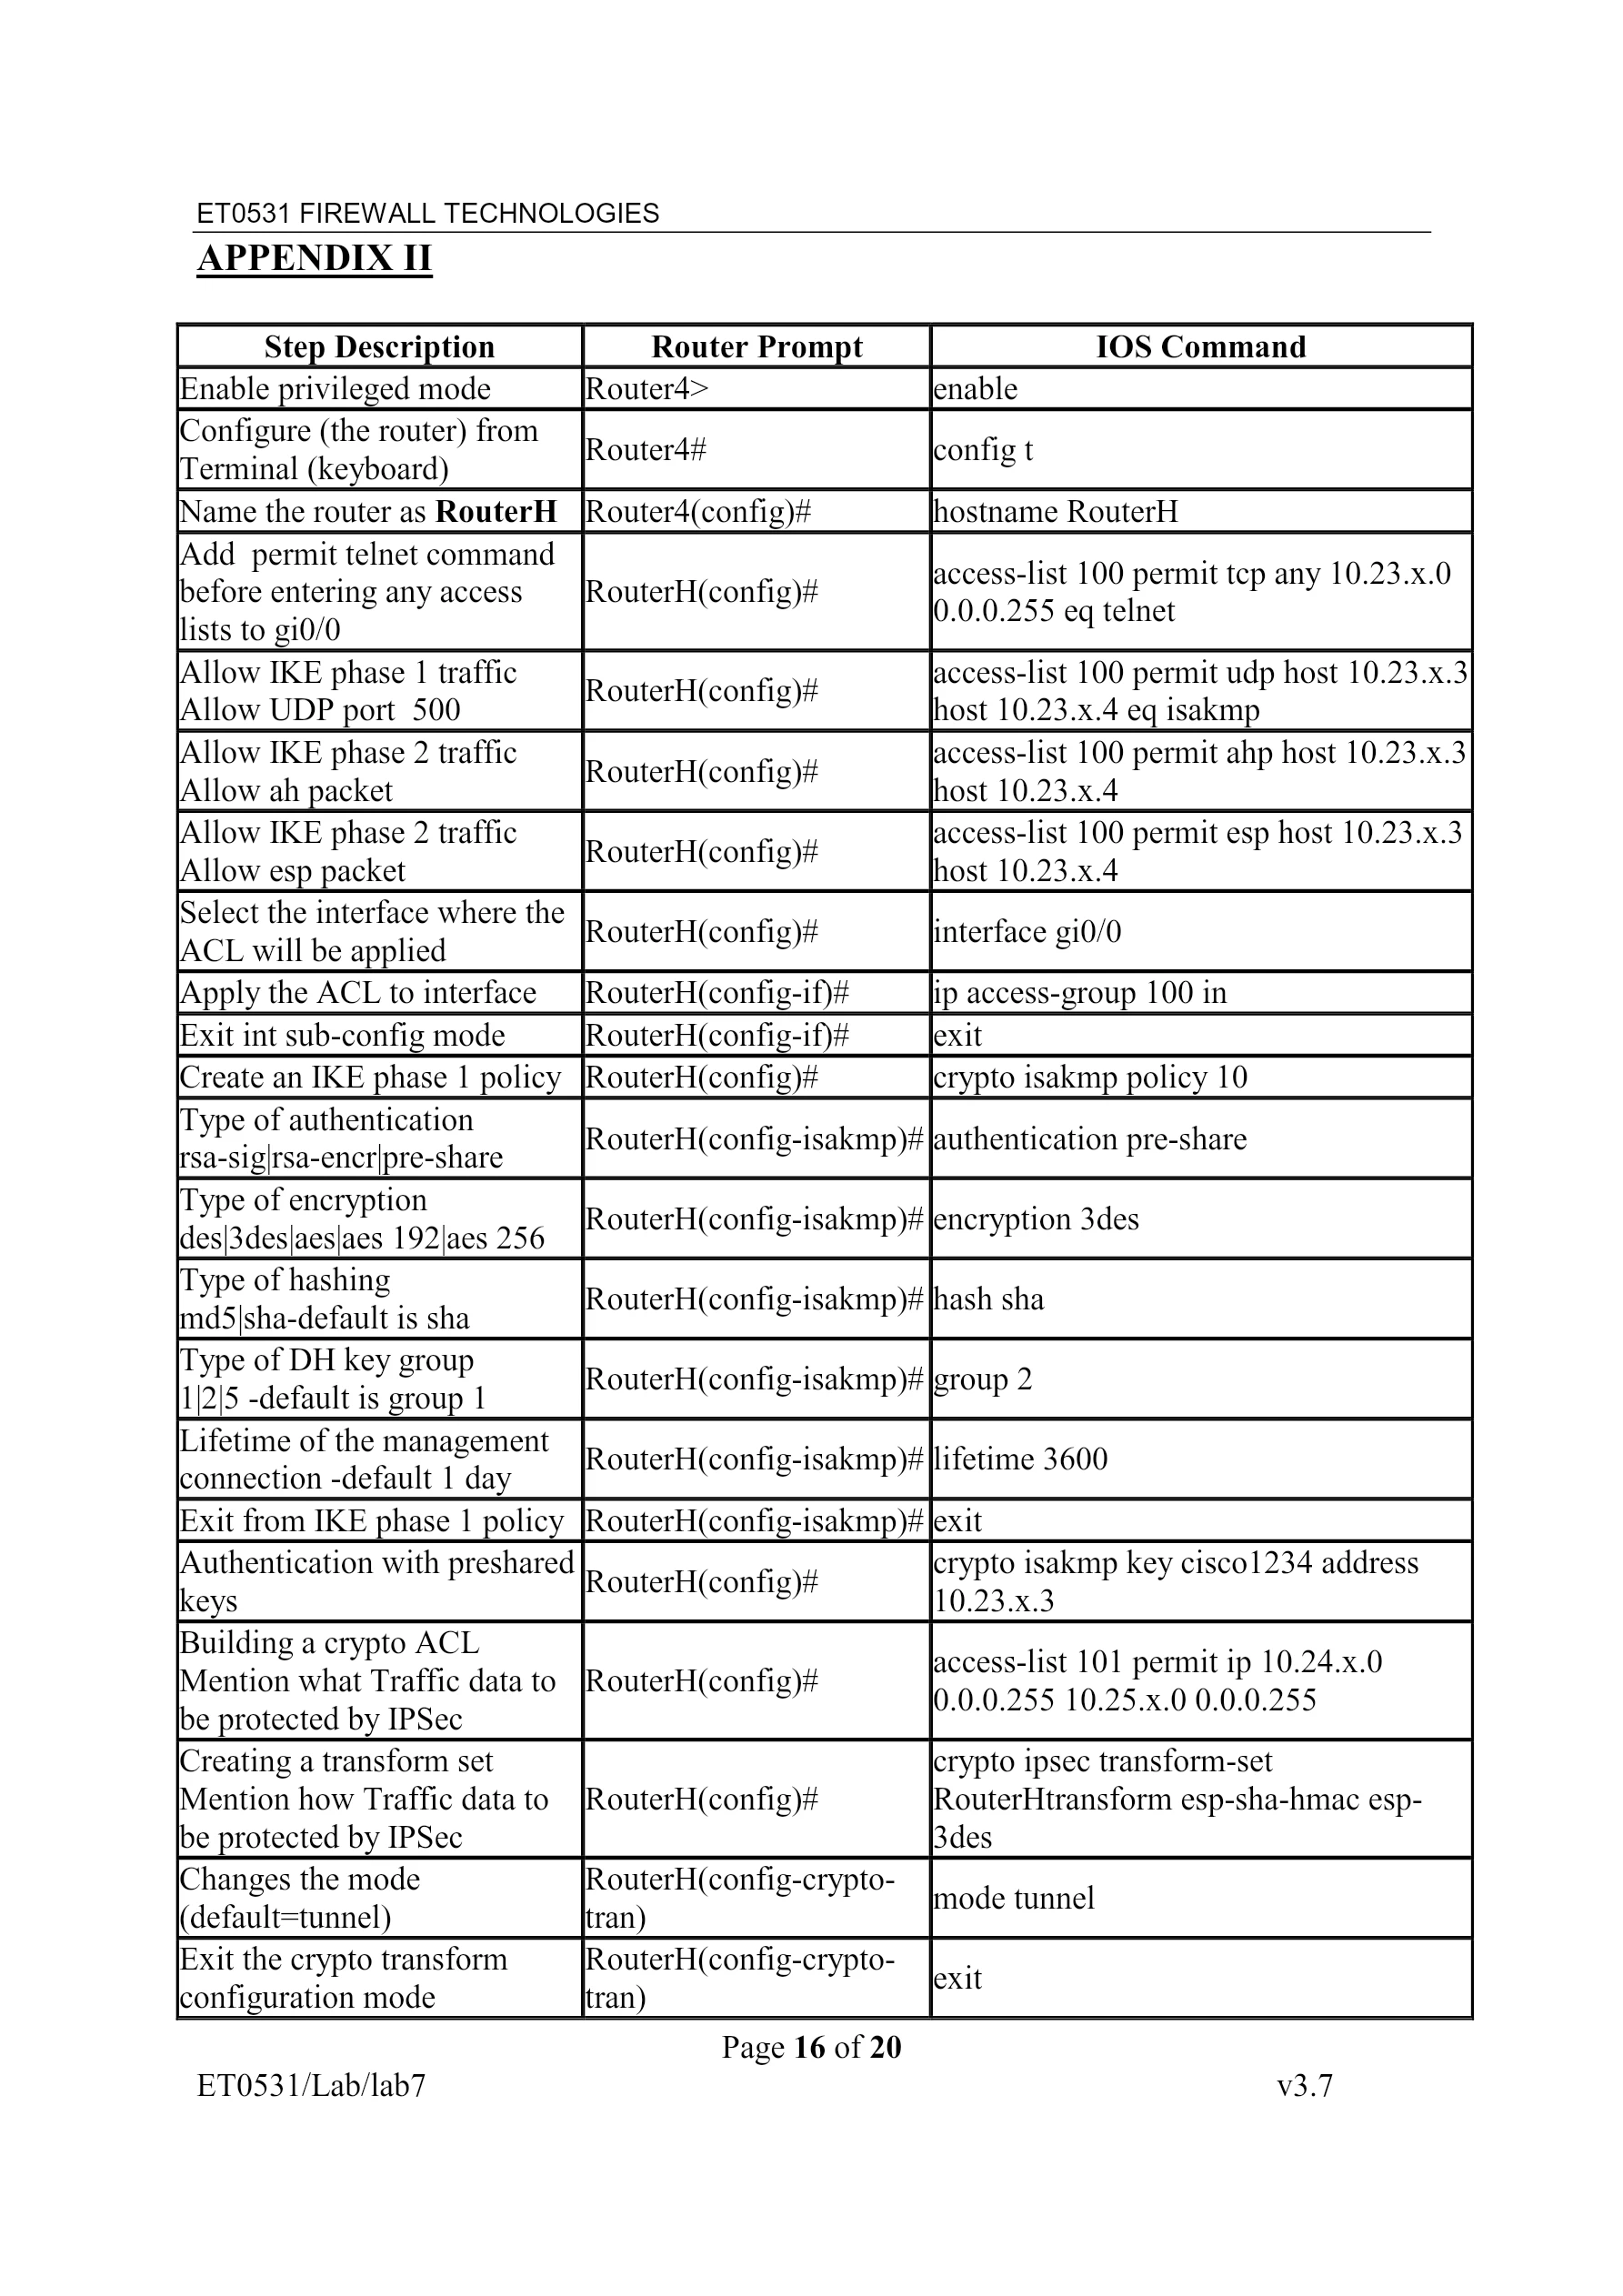 ET0531 FIREWALL TECHNOLOGIES
APPENDIX II
Step Description Router Prompt IOS Command
Enable privileged mode Router4> enable
Configure (the router) from
Terminal (keyboard)
Router4#
config t
Name the router as RouterH Router4(config)# hostname RouterH
Add permit telnet command
before entering any access
lists to gi0/0
RouterH(config)#
access-list 100 permit tcp any 10.23.x.0
0.0.0.255 eq telnet
Allow IKE phase 1 traffic
Allow UDP port 500
RouterH(config)#
access-list 100 permit udp host 10.23.x.3
host 10.23.x.4 eq isakmp
Allow IKE phase 2 traffic
Allow ah packet
RouterH(config)#
access-list 100 permit ahp host 10.23.x.3
host 10.23.x.4
Allow IKE phase 2 traffic
Allow esp packet
RouterH(config)#
access-list 100 permit esp host 10.23.x.3
host 10.23.x.4
Select the interface where the
ACL will be applied
RouterH(config)#
interface gi0/0
Apply the ACL to interface RouterH(config-if)# ip access-group 100 in
Exit int sub-config mode RouterH(config-if)# exit
Create an IKE phase 1 policy RouterH(config)# crypto isakmp policy 10
Type of authentication
rsa-sig|rsa-encr|pre-share
RouterH(config-isakmp)#
authentication pre-share
Type of encryption
des|3des|aes|aes 192|aes 256
RouterH(config-isakmp)#
encryption 3des
Type of hashing
md5|sha-default is sha
RouterH(config-isakmp)#
hash sha
Type of DH key group
1|2|5 -default is group 1
RouterH(config-isakmp)#
group 2
Lifetime of the management
connection -default 1 day
RouterH(config-isakmp)#
lifetime 3600
Exit from IKE phase 1 policy RouterH(config-isakmp)# exit
Authentication with preshared
keys
RouterH(config)#
crypto isakmp key cisco1234 address
10.23.x.3
Building a crypto ACL
Mention what Traffic data to
be protected by IPSec
RouterH(config)#
access-list 101 permit ip 10.24.x.0
0.0.0.255 10.25.x.0 0.0.0.255
Creating a transform set
Mention how Traffic data to
be protected by IPSec
RouterH(config)#
crypto ipsec transform-set
RouterHtransform esp-sha-hmac esp-
3des
Changes the mode
(default=tunnel)
RouterH(config-crypto-
tran)
mode tunnel
Exit the crypto transform
configuration mode
RouterH(config-crypto-
tran)
exit
Page 16 of 20
ET0531/Lab/lab7 v3.7